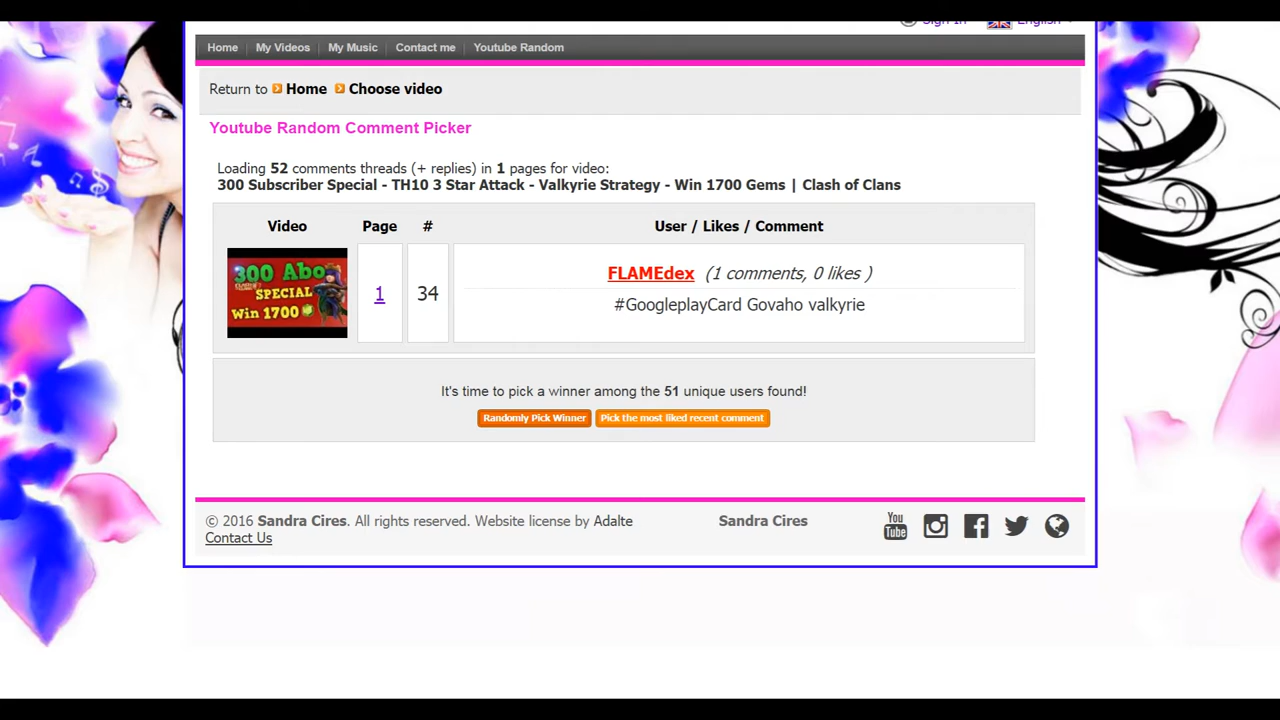 Sign In English
Home My Videos My Music Contact me Youtube Random
Return to Home Choose video
Youtube Random Comment Picker
Loading 52 comments threads (+ replies) in 1 pages for video:
300 Subscriber Special - TH10 3 Star Attack - Valkyrie Strategy - Win 1700 Gems | Clash of Clans
Video Page # User / Likes / Comment
300 Abo
SPECIAL
Win 1700
1 34
FLAMEdex (1 comments, 0 likes )
#GoogleplayCard Govaho valkyrie
It's time to pick a winner among the 51 unique users found!
Randomly Pick Winner Pick the most liked recent comment
© 2016 Sandra Cires. All rights reserved. Website license by Adalte
Contact Us
Sandra Cires
You
Tube